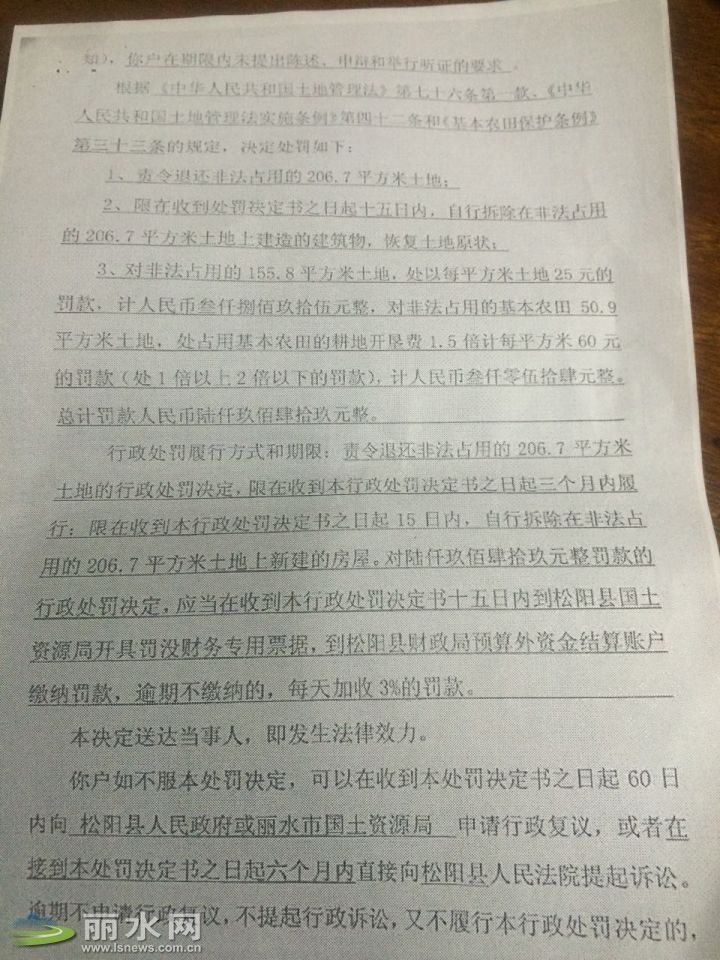 知)，你户在期限内未提出陈述、申辩和举行听证的要求。
根据《中华人民共和国土地管理法》第七十六条第一款、《中华
人民共和国土地管理法实施条例》第四十二条和《基本农田保护条例》
第三十三条的规定，决定处罚如下：
1、责令退还非法占用的206.7平方米土地；
2、限在收到处罚决定书之日起十五日内，自行拆除在非法占用
的206.7平方米土地上建造的建筑物，恢复土地原状；
3、对非法占用的155.8平方米土地，处以每平方米土地25元的
罚款，计人民币叁仟捌佰玖拾伍元整，对非法占用的基本农田50.9
平方米土地，处占用基本农田的耕地开垦费1.5倍计每平方米60元
的罚款（处1倍以上2倍以下的罚款），计人民币叁仟零伍拾肆元整。
总计罚款人民币陆仟玖佰肆拾玖元整。
行政处罚履行方式和期限：责令退还非法占用的206.7平方米
土地的行政处罚决定，限在收到本行政处罚决定书之日起三个月内履
行；限在收到本行政处罚决定书之日起15日内，自行拆除在非法占
用的206.7平方米土地上新建的房屋。对陆仟玖佰肆拾玖元整罚款的
行政处罚决定，应当在收到本行政处罚决定书十五日内到松阳县国土
资源局开具罚没财务专用票据，到松阳县财政局预算外资金结算账户
缴纳罚款，逾期不缴纳的，每天加收3%的罚款。
本决定送达当事人，即发生法律效力。
你户如不服本处罚决定，可以在收到本处罚决定书之日起60日
内向 松阳县人民政府或丽水市国土资源局 申请行政复议，或者在
接到本处罚决定书之日起六个月内直接向松阳县人民法院提起诉讼。
逾期不申请行政复议，不提起行政诉讼，又不履行本行政处罚决定的，
丽水网
www.lsnews.com.cn